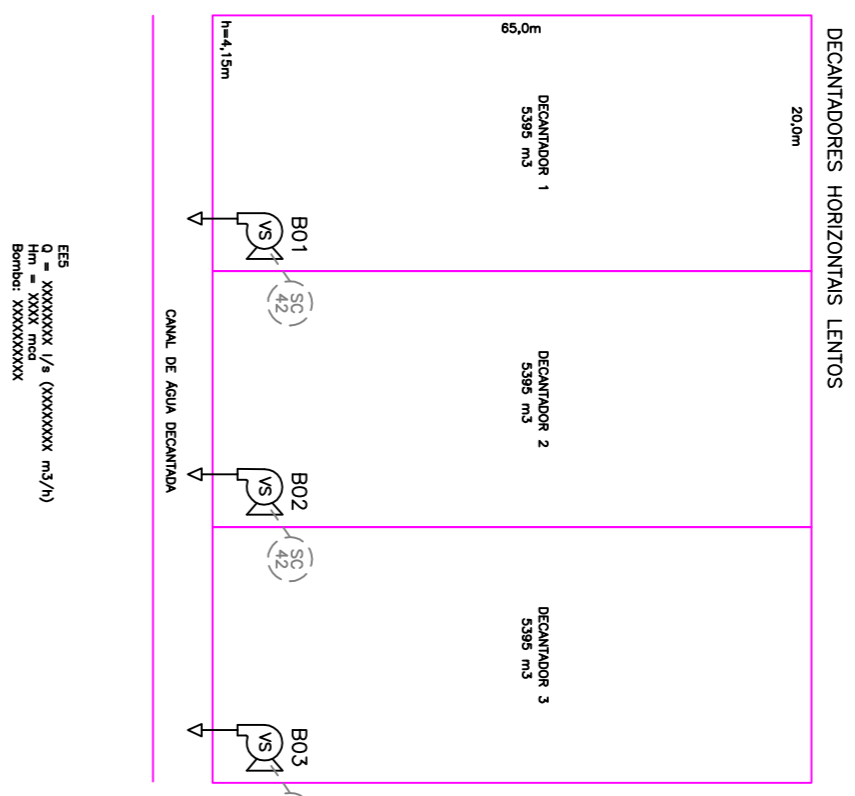 DECANTADORES HORIZONTAIS LENTOS
20,0m
65,0m
h=4,15m
DECANTADOR 1
5395 m3
DECANTADOR 2
5395 m3
DECANTADOR 3
5395 m3
B01
VS
SC
42
B02
VS
SC
42
B03
VS
CANAL DE ÁGUA DECANTADA
EE5
Q = XXXXXXXX l/s (XXXXXXXX m3/h)
Hm = XXXX mca
Bomba: XXXXXXXXXX